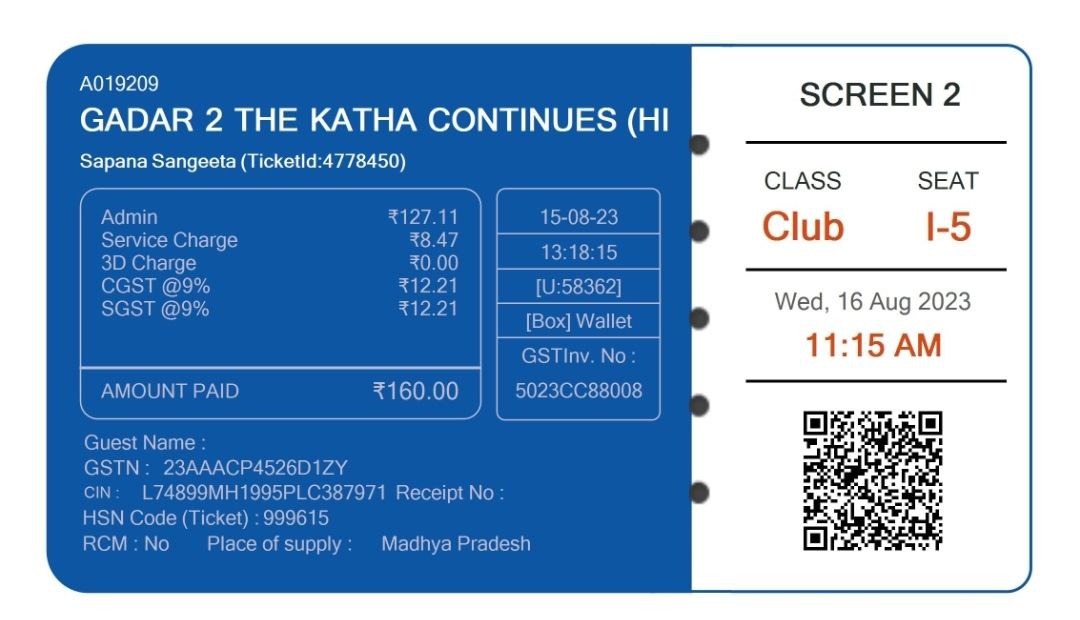 A019209
GADAR 2 THE KATHA CONTINUES (HI
Sapana Sangeeta (TicketId:4778450)
Admin ₹127.11
Service Charge ₹8.47
3D Charge ₹0.00
CGST @9% ₹12.21
SGST @9% ₹12.21
AMOUNT PAID ₹160.00
15-08-23
13:18:15
[U:58362]
[Box] Wallet
GSTInv. No :
5023CC88008
Guest Name :
GSTN : 23AAACP4526D1ZY
CIN : L74899MH1995PLC387971 Receipt No :
HSN Code (Ticket) : 999615
RCM : No Place of supply : Madhya Pradesh
SCREEN 2
CLASS SEAT
Club I-5
Wed, 16 Aug 2023
11:15 AM